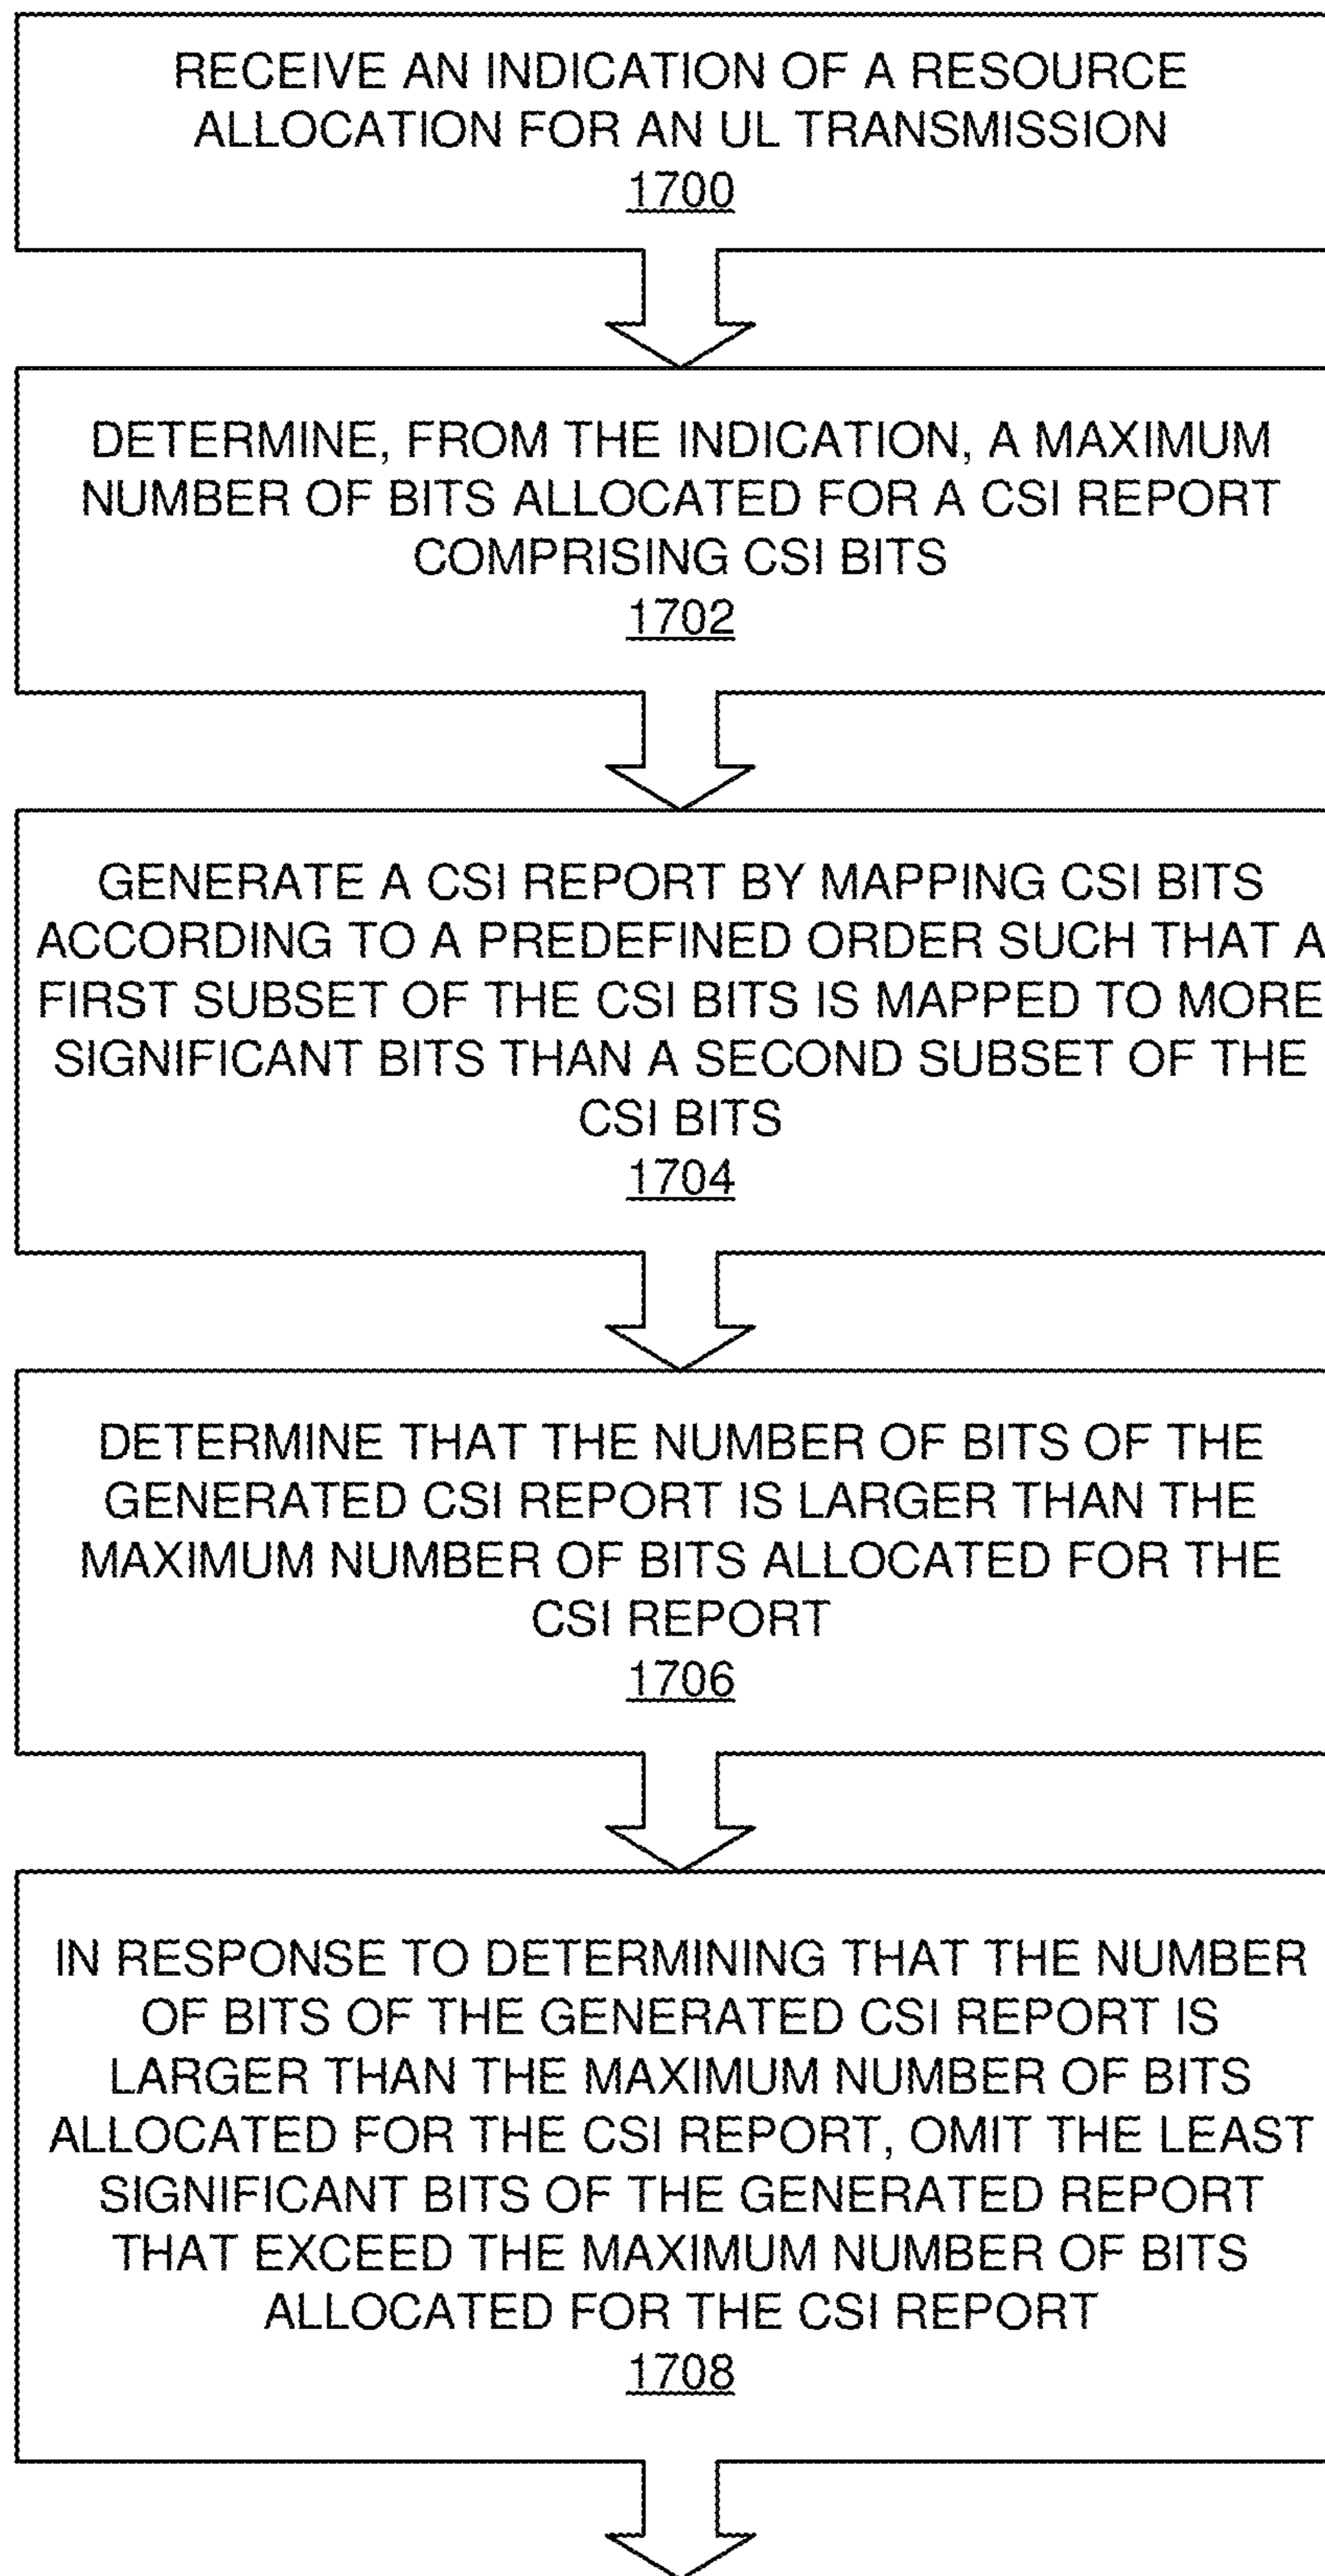 RECEIVE AN INDICATION OF A RESOURCE
ALLOCATION FOR AN UL TRANSMISSION
1700
DETERMINE, FROM THE INDICATION, A MAXIMUM
NUMBER OF BITS ALLOCATED FOR A CSI REPORT
COMPRISING CSI BITS
1702
GENERATE A CSI REPORT BY MAPPING CSI BITS
ACCORDING TO A PREDEFINED ORDER SUCH THAT A
FIRST SUBSET OF THE CSI BITS IS MAPPED TO MORE
SIGNIFICANT BITS THAN A SECOND SUBSET OF THE
CSI BITS
1704
DETERMINE THAT THE NUMBER OF BITS OF THE
GENERATED CSI REPORT IS LARGER THAN THE
MAXIMUM NUMBER OF BITS ALLOCATED FOR THE
CSI REPORT
1706
IN RESPONSE TO DETERMINING THAT THE NUMBER
OF BITS OF THE GENERATED CSI REPORT IS
LARGER THAN THE MAXIMUM NUMBER OF BITS
ALLOCATED FOR THE CSI REPORT, OMIT THE LEAST
SIGNIFICANT BITS OF THE GENERATED REPORT
THAT EXCEED THE MAXIMUM NUMBER OF BITS
ALLOCATED FOR THE CSI REPORT
1708